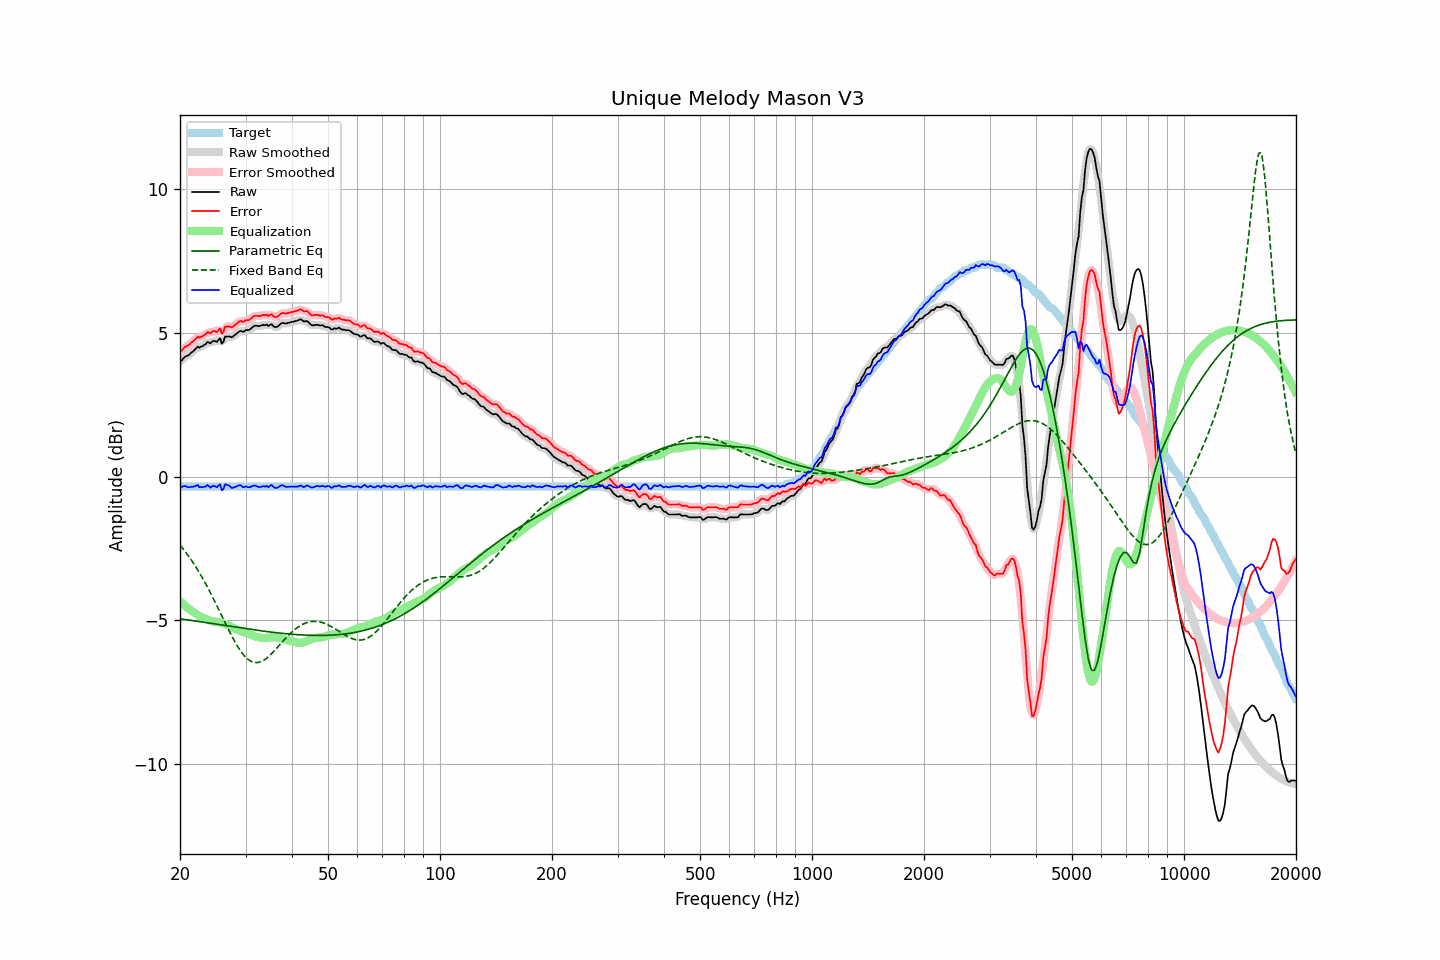 Unique Melody Mason V3
Target
Raw Smoothed
Error Smoothed
Raw
Error
Equalization
Parametric Eq
Fixed Band Eq
Equalized
Amplitude (dBr)
10
5
0
−5
−10
20 50 100 200 500 1000 2000 5000 10000 20000
Frequency (Hz)